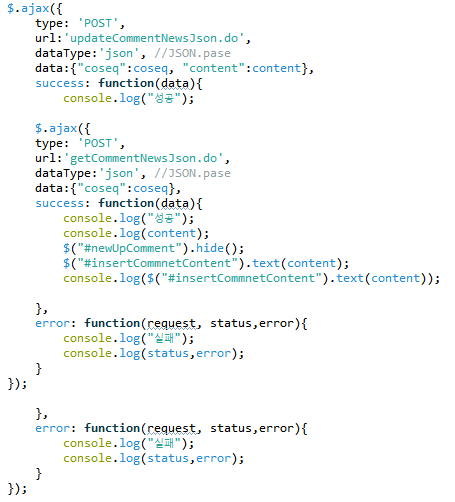 $.ajax({
    type: 'POST',
    url:'updateCommentNewsJson.do',
    dataType:'json', //JSON.pase
    data:{"coseq":coseq, "content":content},
    success: function(data){
        console.log("성공");

    $.ajax({
    type: 'POST',
    url:'getCommentNewsJson.do',
    dataType:'json', //JSON.pase
    data:{"coseq":coseq},
    success: function(data){
        console.log("성공");
        console.log(content);
        $("#newUpComment").hide();
        $("#insertCommnetContent").text(content);
        console.log($("#insertCommnetContent").text(content));

    },
    error: function(request, status,error){
        console.log("실패");
        console.log(status,error);
    }
});

    },
    error: function(request, status,error){
        console.log("실패");
        console.log(status,error);
    }
});